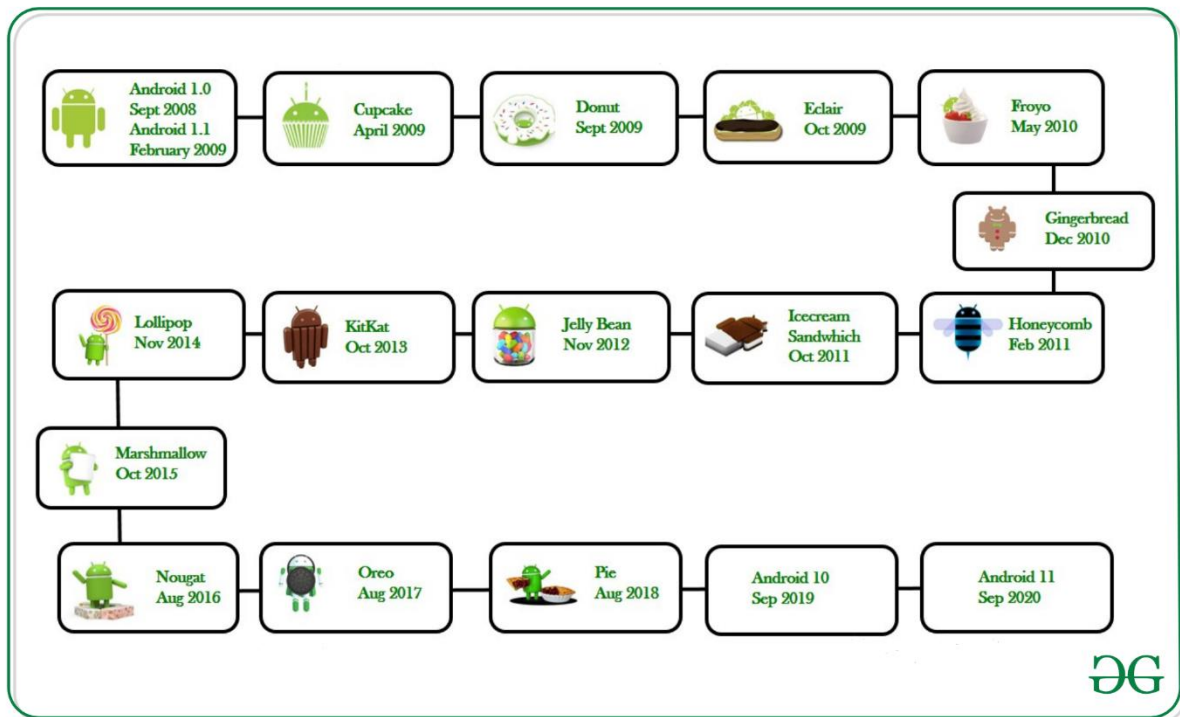 Android 1.0
Sept 2008
Android 1.1
February 2009
Cupcake
April 2009
Donut
Sept 2009
Eclair
Oct 2009
Froyo
May 2010
Gingerbread
Dec 2010
Honeycomb
Feb 2011
Icecream
Sandwhich
Oct 2011
Jelly Bean
Nov 2012
KitKat
Oct 2013
Lollipop
Nov 2014
Marshmallow
Oct 2015
Nougat
Aug 2016
Oreo
Aug 2017
Pie
Aug 2018
Android 10
Sep 2019
Android 11
Sep 2020